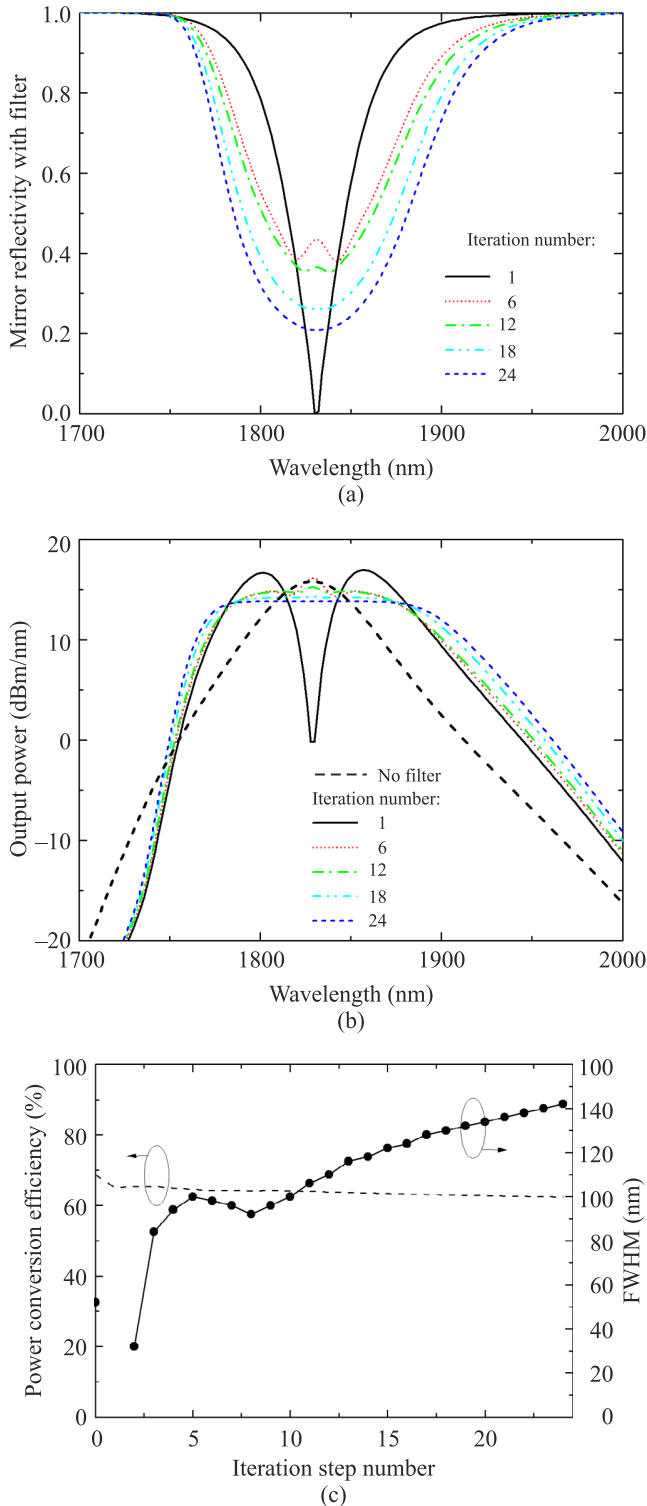 1.0
0.8
0.6
0.4
0.2
0.0
Mirror reflectivity with filter
Iteration number:
1
6
12
18
24
1700 1800 1900 2000
Wavelength (nm)
(a)
20
10
0
–10
–20
Output power (dBm/nm)
No filter
Iteration number:
1
6
12
18
24
1700 1800 1900 2000
Wavelength (nm)
(b)
100
80
60
40
20
0
Power conversion efficiency (%)
100
140
120
100
80
60
40
20
0
FWHM (nm)
0 5 10 15 20
Iteration step number
(c)